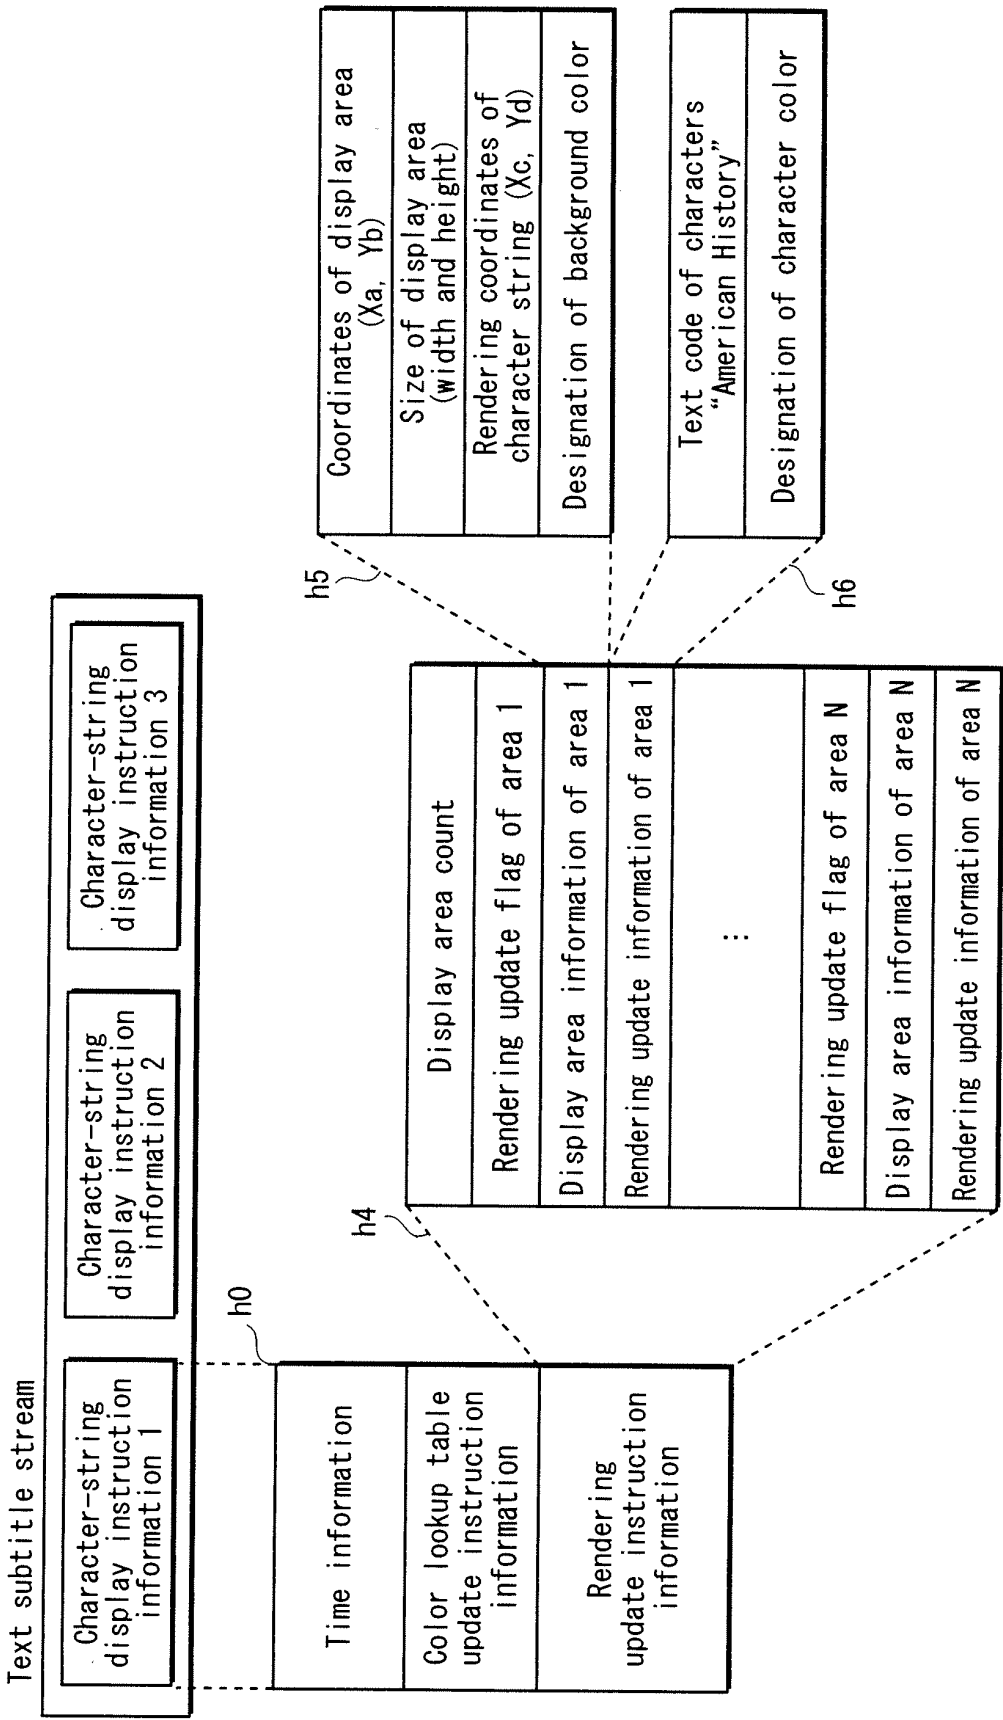 Text subtitle stream
Character-string
display instruction
information 1
Character-string
display instruction
information 2
Character-string
display instruction
information 3
h0
Time information
Color lookup table
update instruction
information
Rendering
update instruction
information
h4
Display area count
Rendering update flag of area 1
Display area information of area 1
Rendering update information of area 1
⋮
Rendering update flag of area N
Display area information of area N
Rendering update information of area N
h5
Coordinates of display area
(Xa, Yb)
Size of display area
(width and height)
Rendering coordinates of
character string (Xc, Yd)
Designation of background color
h6
Text code of characters
“American History”
Designation of character color